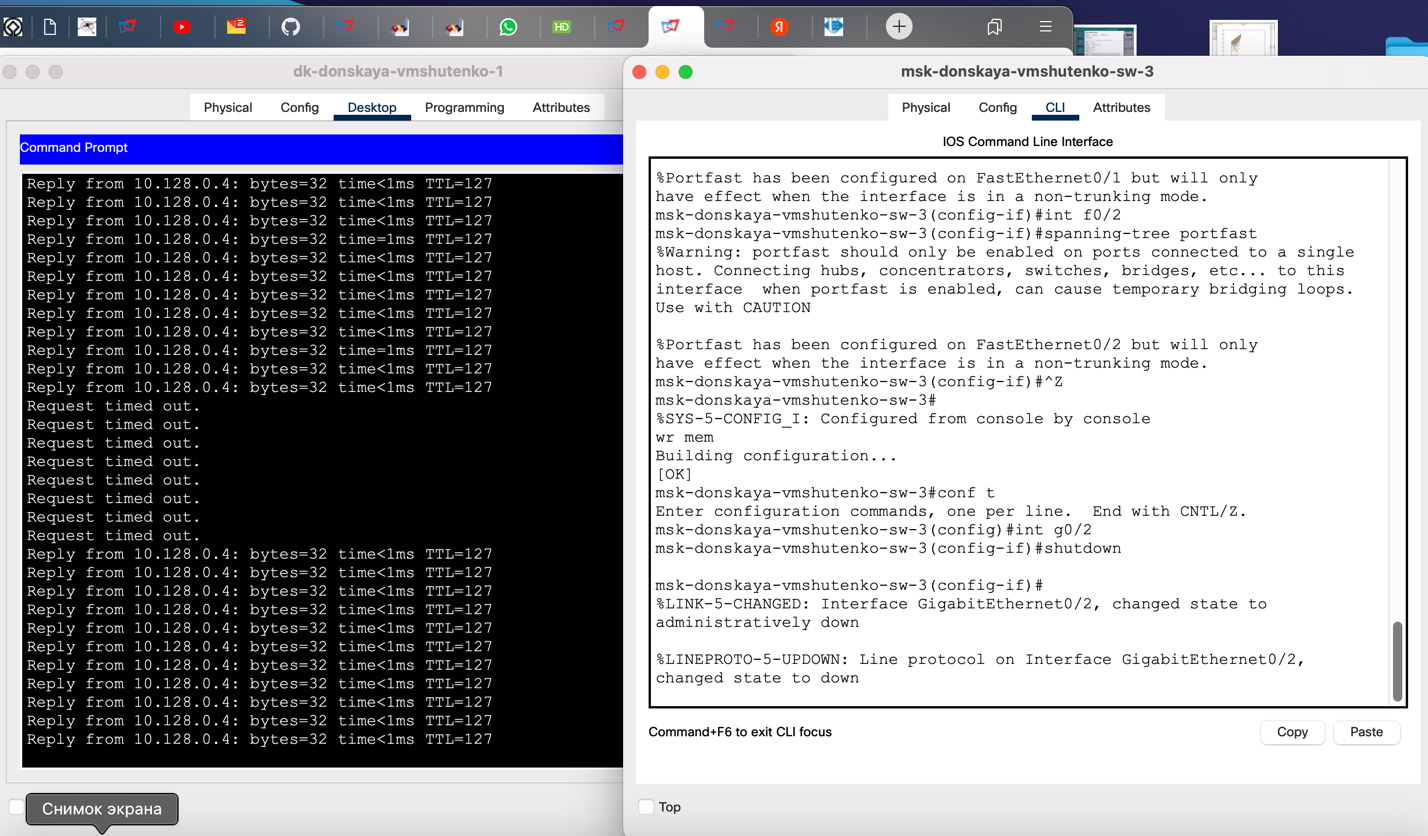 2
HD
Я
dk-donskaya-vmshutenko-1
Physical Config Desktop Programming Attributes
Command Prompt
Reply from 10.128.0.4: bytes=32 time<1ms TTL=127
Reply from 10.128.0.4: bytes=32 time<1ms TTL=127
Reply from 10.128.0.4: bytes=32 time<1ms TTL=127
Reply from 10.128.0.4: bytes=32 time=1ms TTL=127
Reply from 10.128.0.4: bytes=32 time<1ms TTL=127
Reply from 10.128.0.4: bytes=32 time<1ms TTL=127
Reply from 10.128.0.4: bytes=32 time<1ms TTL=127
Reply from 10.128.0.4: bytes=32 time<1ms TTL=127
Reply from 10.128.0.4: bytes=32 time<1ms TTL=127
Reply from 10.128.0.4: bytes=32 time=1ms TTL=127
Reply from 10.128.0.4: bytes=32 time<1ms TTL=127
Reply from 10.128.0.4: bytes=32 time<1ms TTL=127
Request timed out.
Request timed out.
Request timed out.
Request timed out.
Request timed out.
Request timed out.
Request timed out.
Request timed out.
Reply from 10.128.0.4: bytes=32 time<1ms TTL=127
Reply from 10.128.0.4: bytes=32 time<1ms TTL=127
Reply from 10.128.0.4: bytes=32 time<1ms TTL=127
Reply from 10.128.0.4: bytes=32 time<1ms TTL=127
Reply from 10.128.0.4: bytes=32 time<1ms TTL=127
Reply from 10.128.0.4: bytes=32 time<1ms TTL=127
Reply from 10.128.0.4: bytes=32 time<1ms TTL=127
Reply from 10.128.0.4: bytes=32 time<1ms TTL=127
Reply from 10.128.0.4: bytes=32 time<1ms TTL=127
Reply from 10.128.0.4: bytes=32 time<1ms TTL=127
Reply from 10.128.0.4: bytes=32 time<1ms TTL=127
Снимок экрана
msk-donskaya-vmshutenko-sw-3
Physical Config CLI Attributes
IOS Command Line Interface
%Portfast has been configured on FastEthernet0/1 but will only
have effect when the interface is in a non-trunking mode.
msk-donskaya-vmshutenko-sw-3(config-if)#int f0/2
msk-donskaya-vmshutenko-sw-3(config-if)#spanning-tree portfast
%Warning: portfast should only be enabled on ports connected to a single
host. Connecting hubs, concentrators, switches, bridges, etc... to this
interface  when portfast is enabled, can cause temporary bridging loops.
Use with CAUTION
%Portfast has been configured on FastEthernet0/2 but will only
have effect when the interface is in a non-trunking mode.
msk-donskaya-vmshutenko-sw-3(config-if)#^Z
msk-donskaya-vmshutenko-sw-3#
%SYS-5-CONFIG_I: Configured from console by console
wr mem
Building configuration...
[OK]
msk-donskaya-vmshutenko-sw-3#conf t
Enter configuration commands, one per line.  End with CNTL/Z.
msk-donskaya-vmshutenko-sw-3(config)#int g0/2
msk-donskaya-vmshutenko-sw-3(config-if)#shutdown
msk-donskaya-vmshutenko-sw-3(config-if)#
%LINK-5-CHANGED: Interface GigabitEthernet0/2, changed state to
administratively down
%LINEPROTO-5-UPDOWN: Line protocol on Interface GigabitEthernet0/2,
changed state to down
Command+F6 to exit CLI focus
Copy Paste
Top